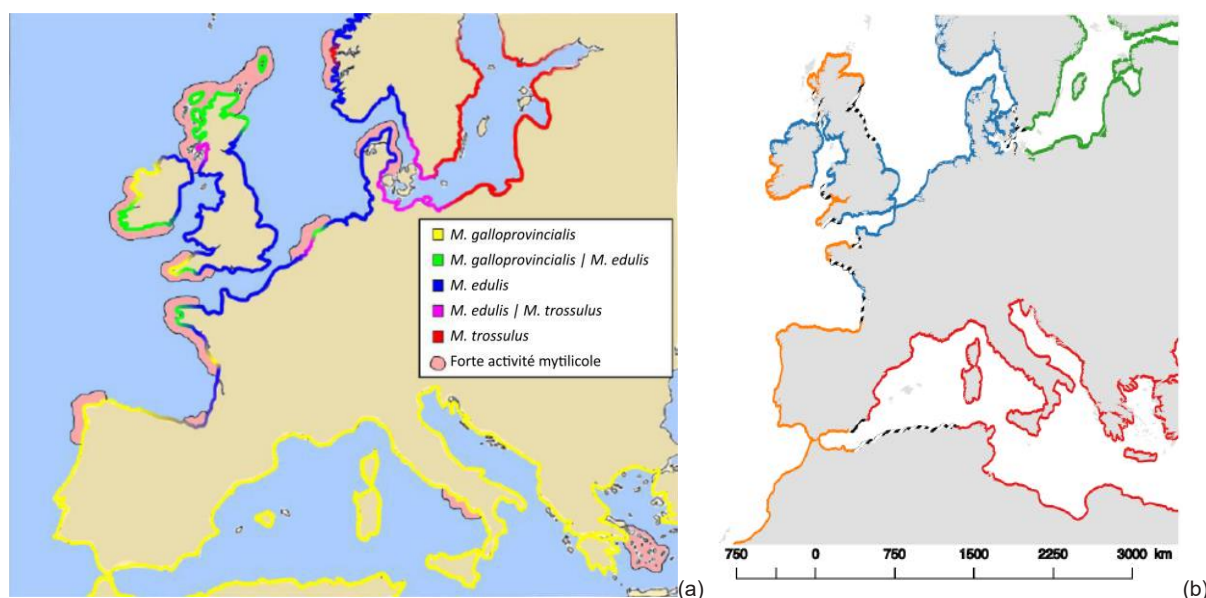 M. galloprovincialis
M. galloprovincialis | M. edulis
M. edulis
M. edulis | M. trossulus
M. trossulus
Forte activité mytilicole
(a)
750 0 750 1500 2250 3000 km
(b)